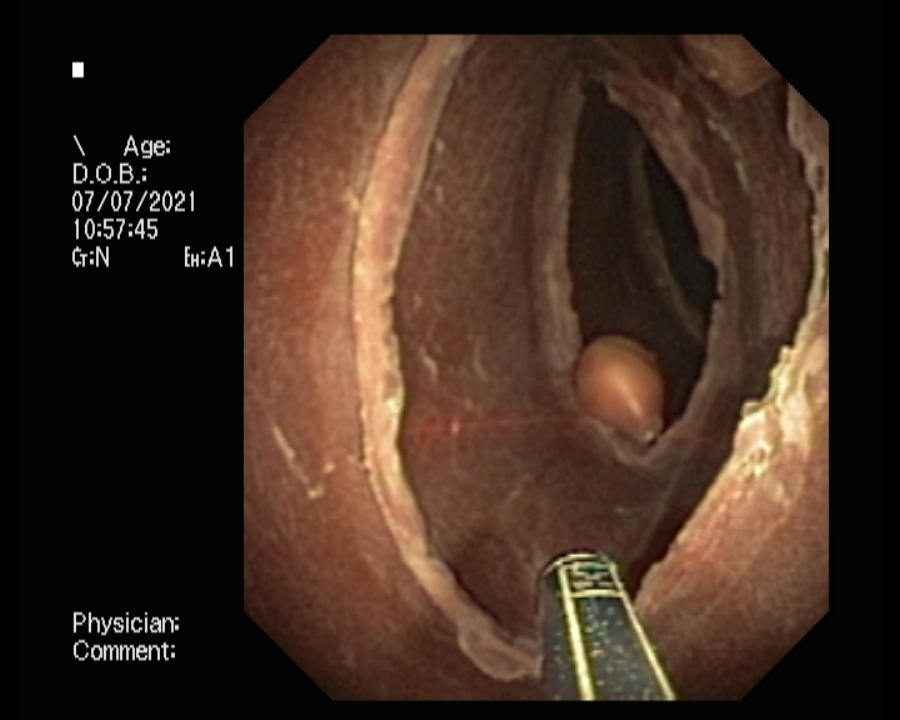 \ Age:
D.O.B.:
07/07/2021
10:57:45
Cr:N Eh:A1
Physician:
Comment: